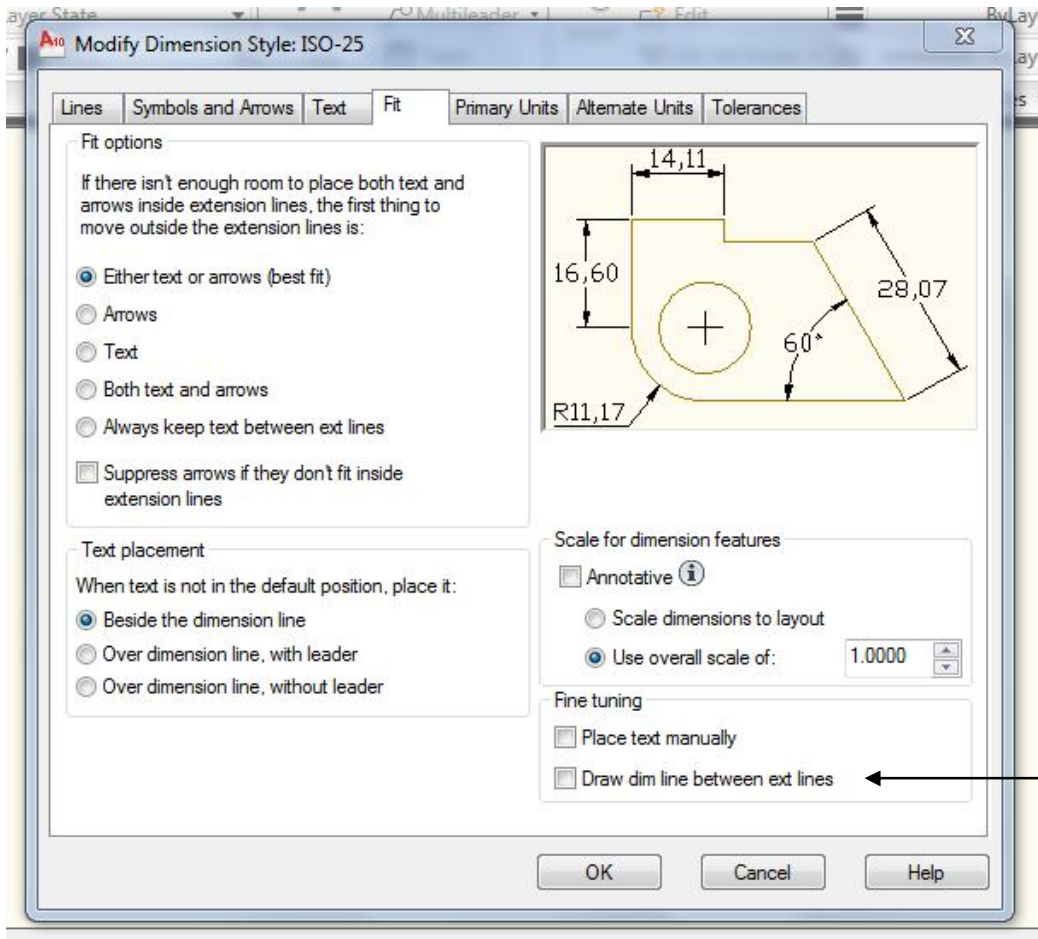 ayer State
Multileader
Edit
ByLay
A10 Modify Dimension Style: ISO-25
Lines Symbols and Arrows Text Fit Primary Units Alternate Units Tolerances
Fit options
If there isn't enough room to place both text and
arrows inside extension lines, the first thing to
move outside the extension lines is:
Either text or arrows (best fit)
Arrows
Text
Both text and arrows
Always keep text between ext lines
Suppress arrows if they don't fit inside
extension lines
Text placement
When text is not in the default position, place it:
Beside the dimension line
Over dimension line, with leader
Over dimension line, without leader
14,11
16,60
28,07
60°
R11,17
Scale for dimension features
Annotative
Scale dimensions to layout
Use overall scale of: 1.0000
Fine tuning
Place text manually
Draw dim line between ext lines
OK Cancel Help